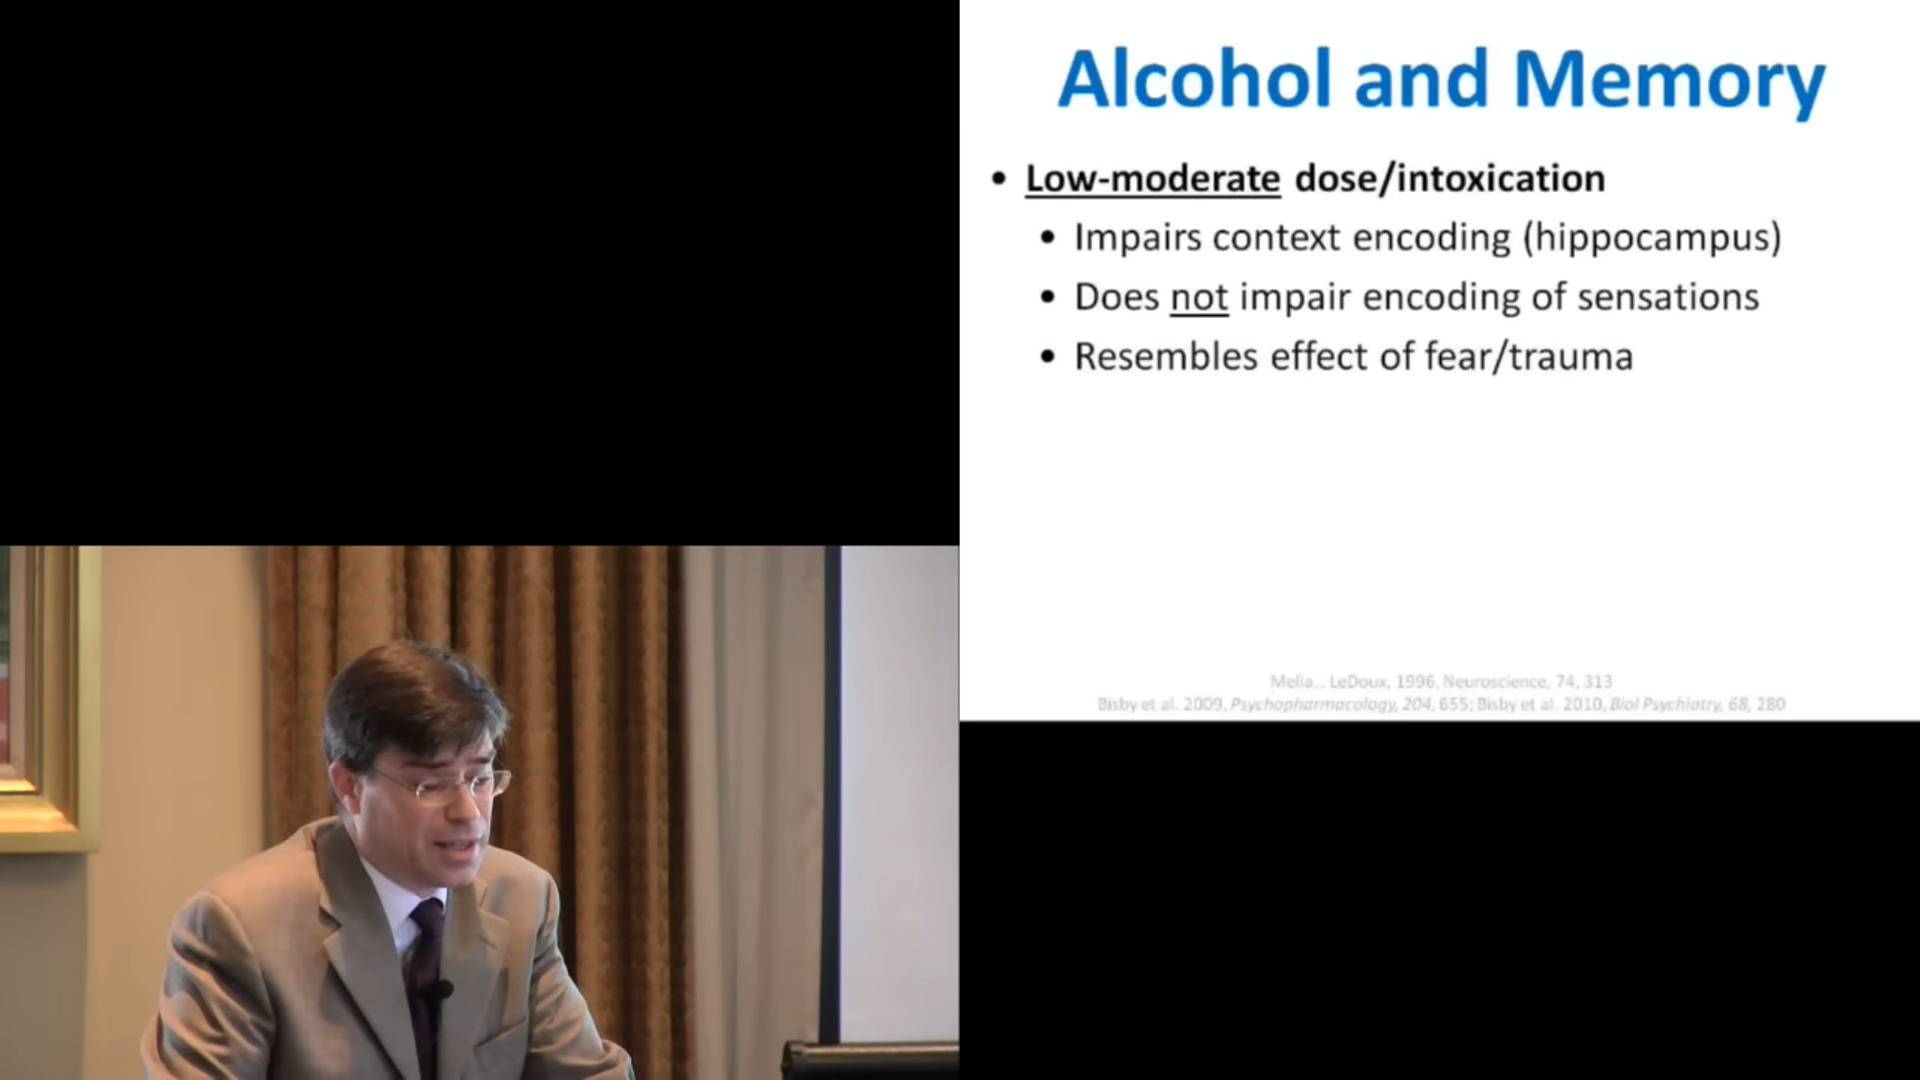 Alcohol and Memory
• Low-moderate dose/intoxication
• Impairs context encoding (hippocampus)
• Does not impair encoding of sensations
• Resembles effect of fear/trauma
Melia... LeDoux, 1996, Neuroscience, 74, 313
Bisby et al. 2009, Psychopharmacology, 204, 655; Bisby et al. 2010, Biol Psychiatry, 68, 280